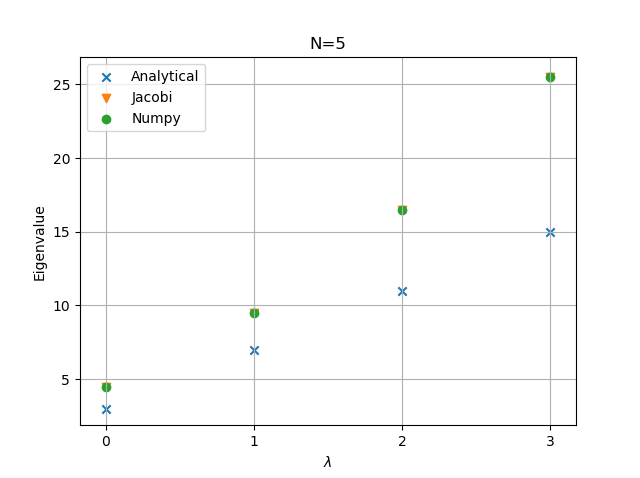 N=5
Analytical
Jacobi
Numpy
Eigenvalue
25
20
15
10
5
0 1 2 3
λ